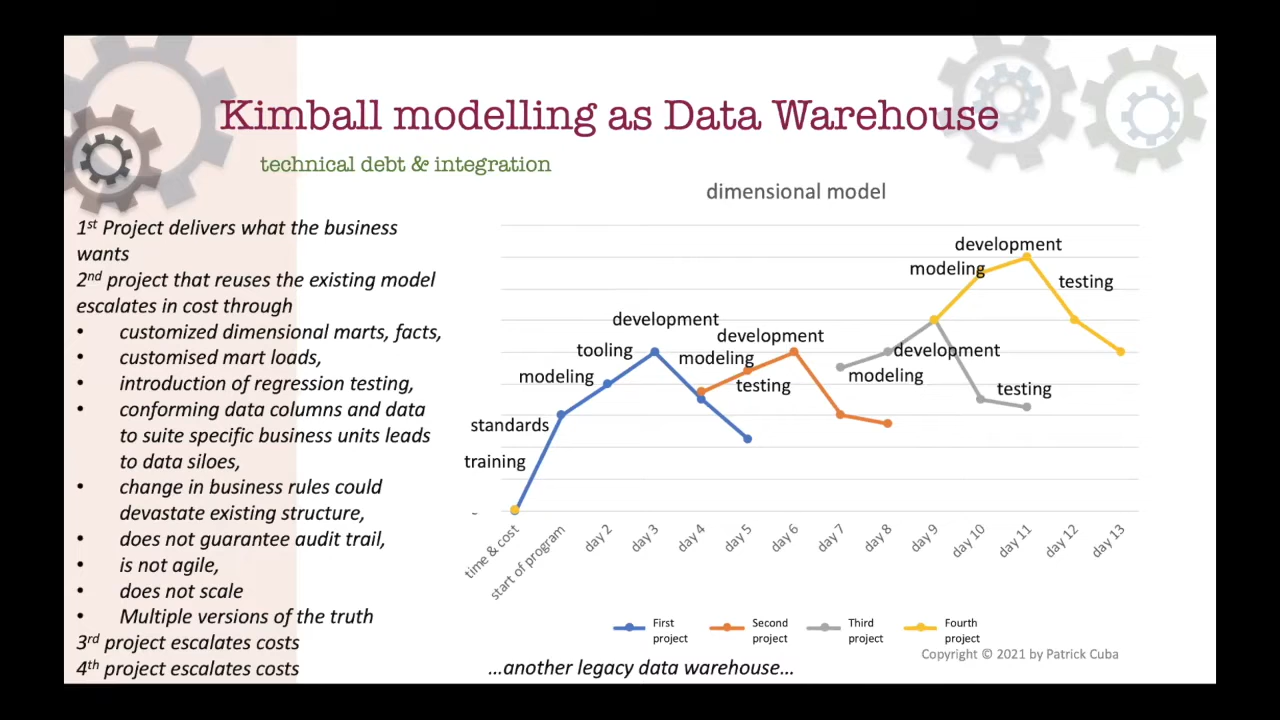 Kimball modelling as Data Warehouse
technical debt & integration
1st Project delivers what the business
wants
2nd project that reuses the existing model
escalates in cost through
• customized dimensional marts, facts,
• customised mart loads,
• introduction of regression testing,
• conforming data columns and data
to suite specific business units leads
to data siloes,
• change in business rules could
devastate existing structure,
• does not guarantee audit trail,
• is not agile,
• does not scale
• Multiple versions of the truth
3rd project escalates costs
4th project escalates costs
dimensional model
development
modeling
testing
development
development
tooling
modeling
modeling
testing
development
modeling
testing
standards
training
-
time & cost
start of program
day 2
day 3
day 4
day 5
day 6
day 7
day 8
day 9
day 10
day 11
day 12
day 13
First
project
Second
project
Third
project
Fourth
project
Copyright © 2021 by Patrick Cuba
...another legacy data warehouse...